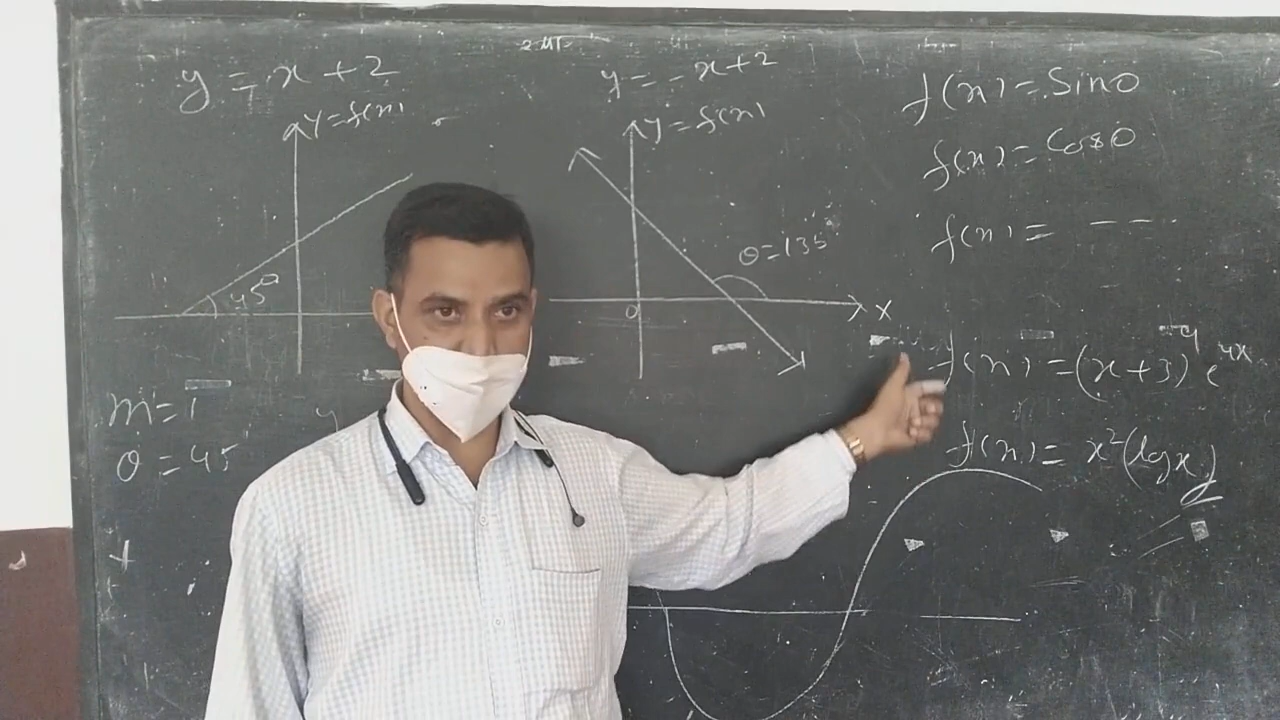 y = x + 2
Y = f(x)
45°
m = 1
θ = 45
y = - x + 2
y = f(x)
θ = 135°
0
X
f(x) = Sinθ
f(x) = Cosθ
f(x) = - - -
f(x) = (x+3)⁻⁴ e⁴ˣ
f(x) = x²(logx)